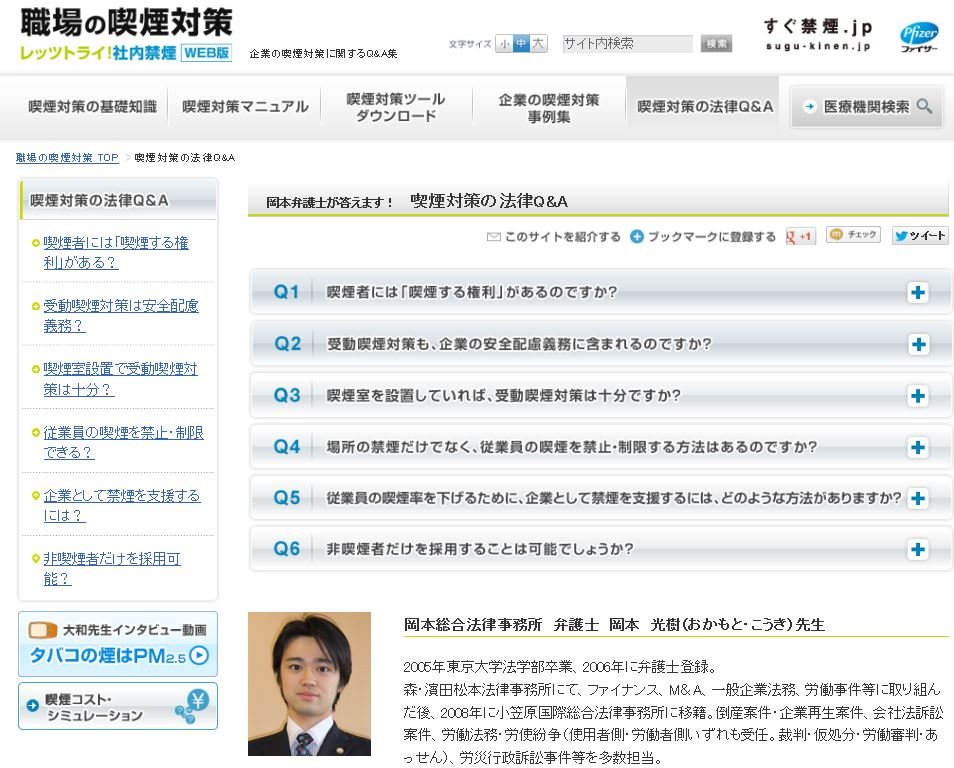 職場の喫煙対策
レッツトライ!社内禁煙 WEB版
企業の喫煙対策に関するQ&A集
文字サイズ 小 中 大
サイト内検索
検索
すぐ禁煙.jp
sugu-kinen.jp
Pfizer
ファイザー
喫煙対策の基礎知識
喫煙対策マニュアル
喫煙対策ツール
ダウンロード
企業の喫煙対策
事例集
喫煙対策の法律Q&A
医療機関検索
職場の喫煙対策 TOP > 喫煙対策の法律Q&A
喫煙対策の法律Q&A
喫煙者には「喫煙する権
利」がある?
受動喫煙対策は安全配慮
義務?
喫煙室設置で受動喫煙対
策は十分?
従業員の喫煙を禁止・制限
できる?
企業として禁煙を支援する
には?
非喫煙者だけを採用可
能?
大和先生インタビュー動画
タバコの煙はPM2.5
喫煙コスト・
シミュレーション
岡本弁護士が答えます! 喫煙対策の法律Q&A
このサイトを紹介する ブックマークに登録する g +1 m チェック ツイート
Q1 喫煙者には「喫煙する権利」があるのですか?
Q2 受動喫煙対策も、企業の安全配慮義務に含まれるのですか?
Q3 喫煙室を設置していれば、受動喫煙対策は十分ですか?
Q4 場所の禁煙だけでなく、従業員の喫煙を禁止・制限する方法はあるのですか?
Q5 従業員の喫煙率を下げるために、企業として禁煙を支援するには、どのような方法がありますか?
Q6 非喫煙者だけを採用することは可能でしょうか?
岡本総合法律事務所 弁護士 岡本 光樹(おかもと・こうき)先生
2005年東京大学法学部卒業、2006年に弁護士登録。
森・濱田松本法律事務所にて、ファイナンス、M&A、一般企業法務、労働事件等に取り組ん
だ後、2008年に小笠原国際総合法律事務所に移籍。倒産案件・企業再生案件、会社法訴訟
案件、労働法務・労使紛争(使用者側・労働者側いずれも受任。裁判・仮処分・労働審判・あ
っせん)、労災行政訴訟事件等を多数担当。